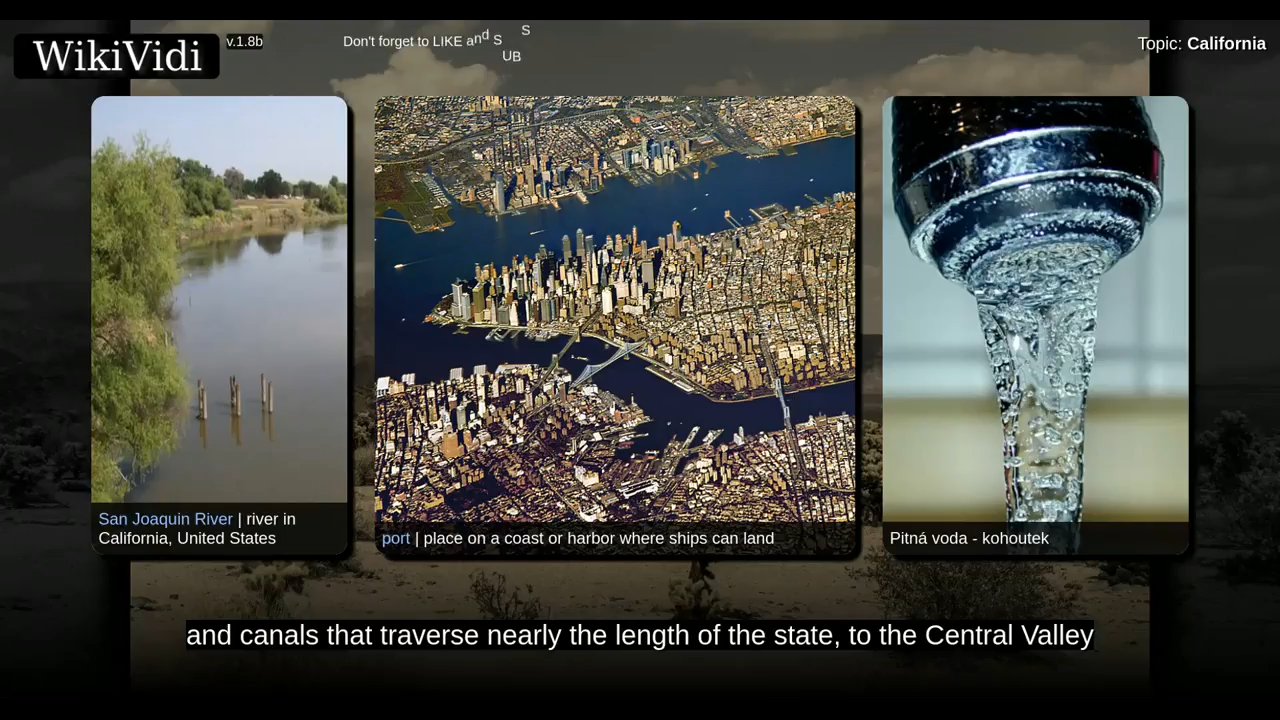 WikiVidi
v.1.8b
Don't forget to LIKE and SUBS
Topic: California
San Joaquin River | river in
California, United States
port | place on a coast or harbor where ships can land
Pitná voda - kohoutek
and canals that traverse nearly the length of the state, to the Central Valley